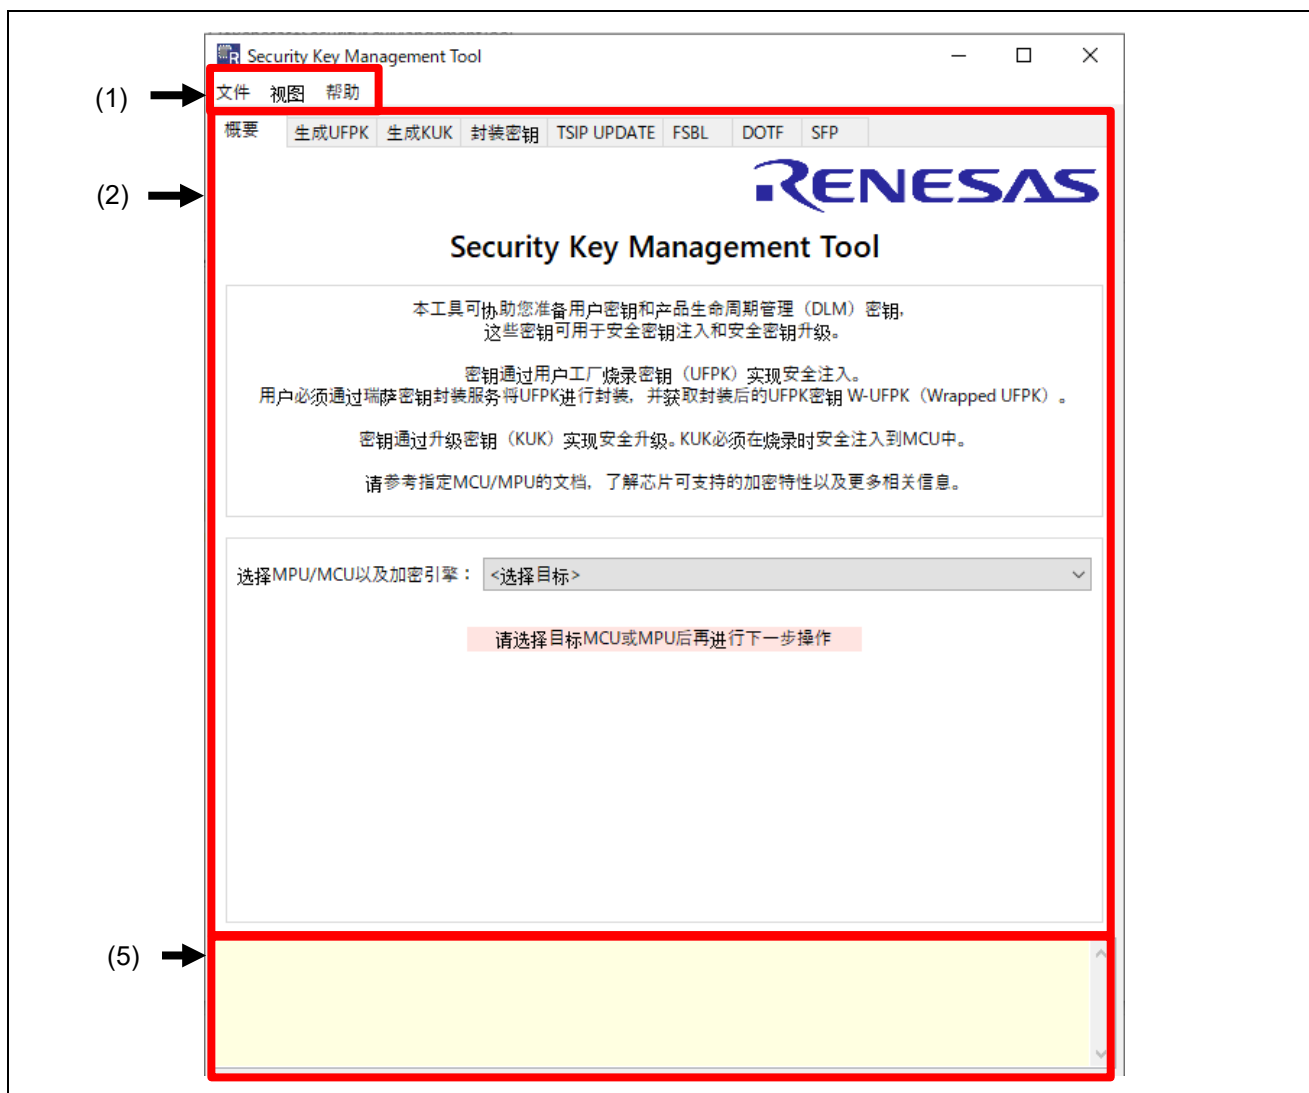 Security Key Management Tool
(1)
文件 视图 帮助
概要 生成UFPK 生成KUK 封装密钥 TSIP UPDATE FSBL DOTF SFP
(2)
RENESAS
Security Key Management Tool
本工具可协助您准备用户密钥和产品生命周期管理（DLM）密钥,
这些密钥可用于安全密钥注入和安全密钥升级。
密钥通过用户工厂烧录密钥（UFPK）实现安全注入。
用户必须通过瑞萨密钥封装服务将UFPK进行封装, 并获取封装后的UFPK密钥 W-UFPK（Wrapped UFPK）。
密钥通过升级密钥（KUK）实现安全升级。KUK必须在烧录时安全注入到MCU中。
请参考指定MCU/MPU的文档, 了解芯片可支持的加密特性以及更多相关信息。
选择MPU/MCU以及加密引擎： <选择目标>
请选择目标MCU或MPU后再进行下一步操作
(5)